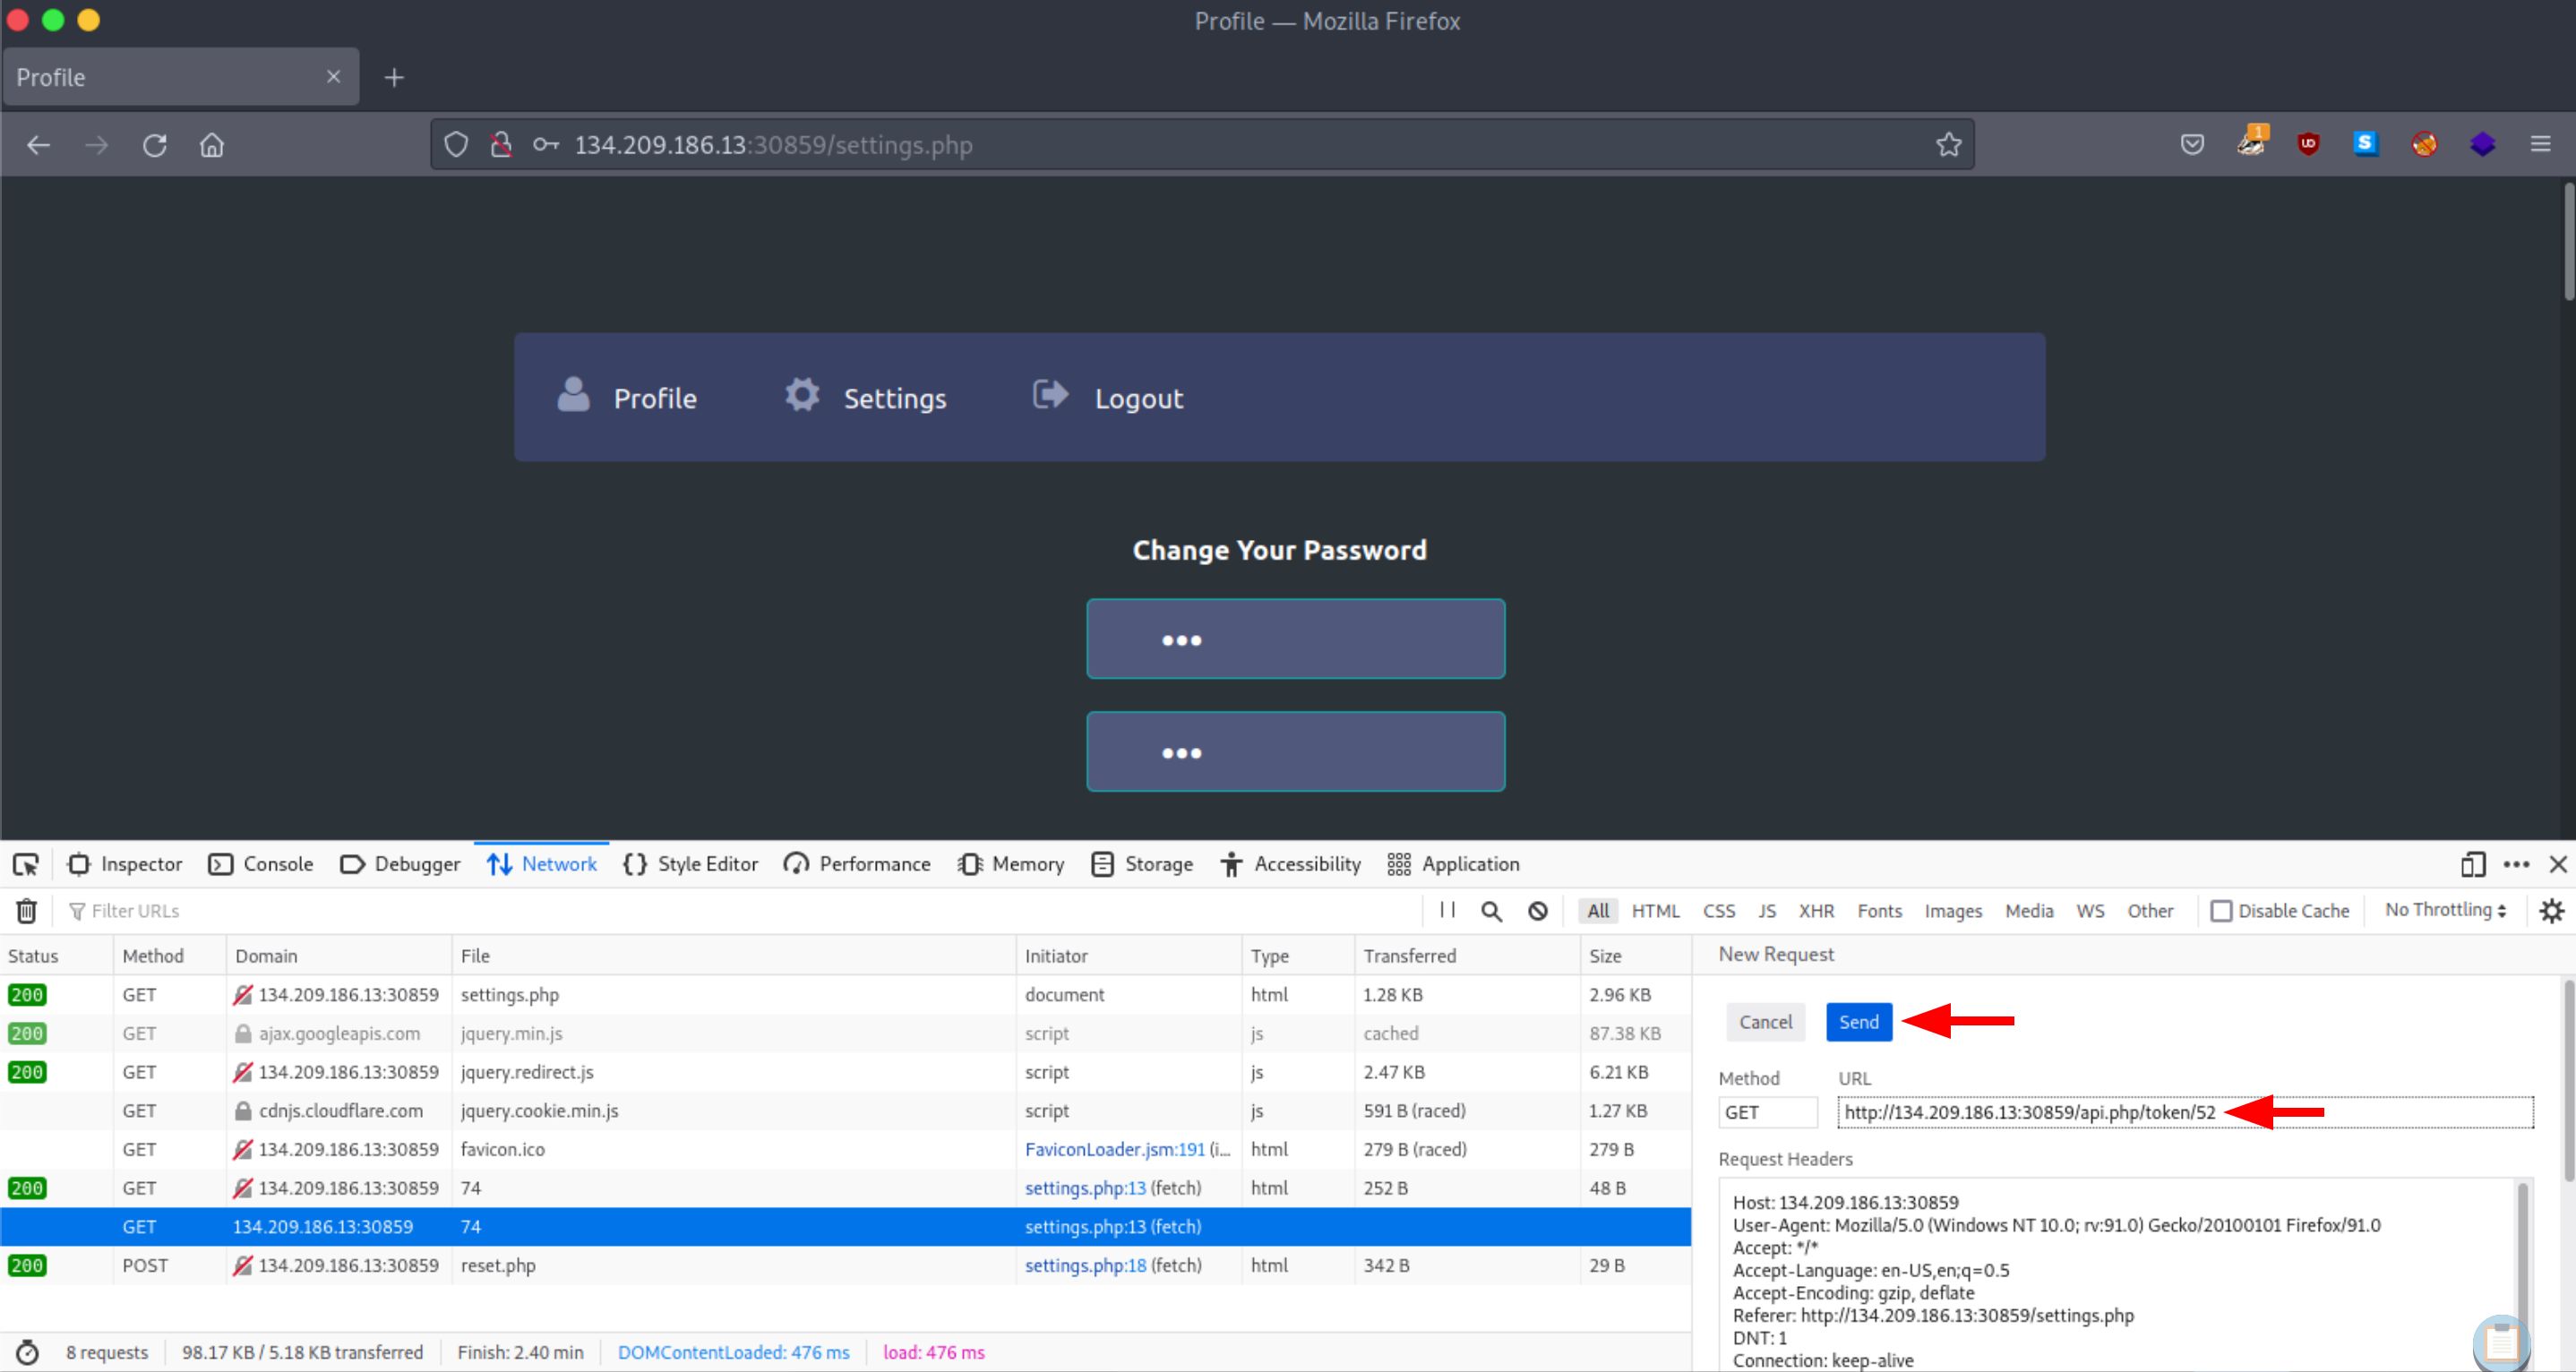 Profile — Mozilla Firefox
Profile
134.209.186.13:30859/settings.php
1
UD
S
Profile Settings Logout
Change Your Password
•••
•••
Inspector Console Debugger Network Style Editor Performance Memory Storage Accessibility Application
Filter URLs
All HTML CSS JS XHR Fonts Images Media WS Other Disable Cache No Throttling
Status Method Domain File Initiator Type Transferred Size
200 GET 134.209.186.13:30859 settings.php document html 1.28 KB 2.96 KB
200 GET ajax.googleapis.com jquery.min.js script js cached 87.38 KB
200 GET 134.209.186.13:30859 jquery.redirect.js script js 2.47 KB 6.21 KB
GET cdnjs.cloudflare.com jquery.cookie.min.js script js 591 B (raced) 1.27 KB
GET 134.209.186.13:30859 favicon.ico FaviconLoader.jsm:191 (i... html 279 B (raced) 279 B
200 GET 134.209.186.13:30859 74 settings.php:13 (fetch) html 252 B 48 B
GET 134.209.186.13:30859 74 settings.php:13 (fetch)
200 POST 134.209.186.13:30859 reset.php settings.php:18 (fetch) html 342 B 29 B
8 requests 98.17 KB / 5.18 KB transferred Finish: 2.40 min DOMContentLoaded: 476 ms load: 476 ms
New Request
Cancel Send
Method URL
GET http://134.209.186.13:30859/api.php/token/52
Request Headers
Host: 134.209.186.13:30859
User-Agent: Mozilla/5.0 (Windows NT 10.0; rv:91.0) Gecko/20100101 Firefox/91.0
Accept: */*
Accept-Language: en-US,en;q=0.5
Accept-Encoding: gzip, deflate
Referer: http://134.209.186.13:30859/settings.php
DNT: 1
Connection: keep-alive